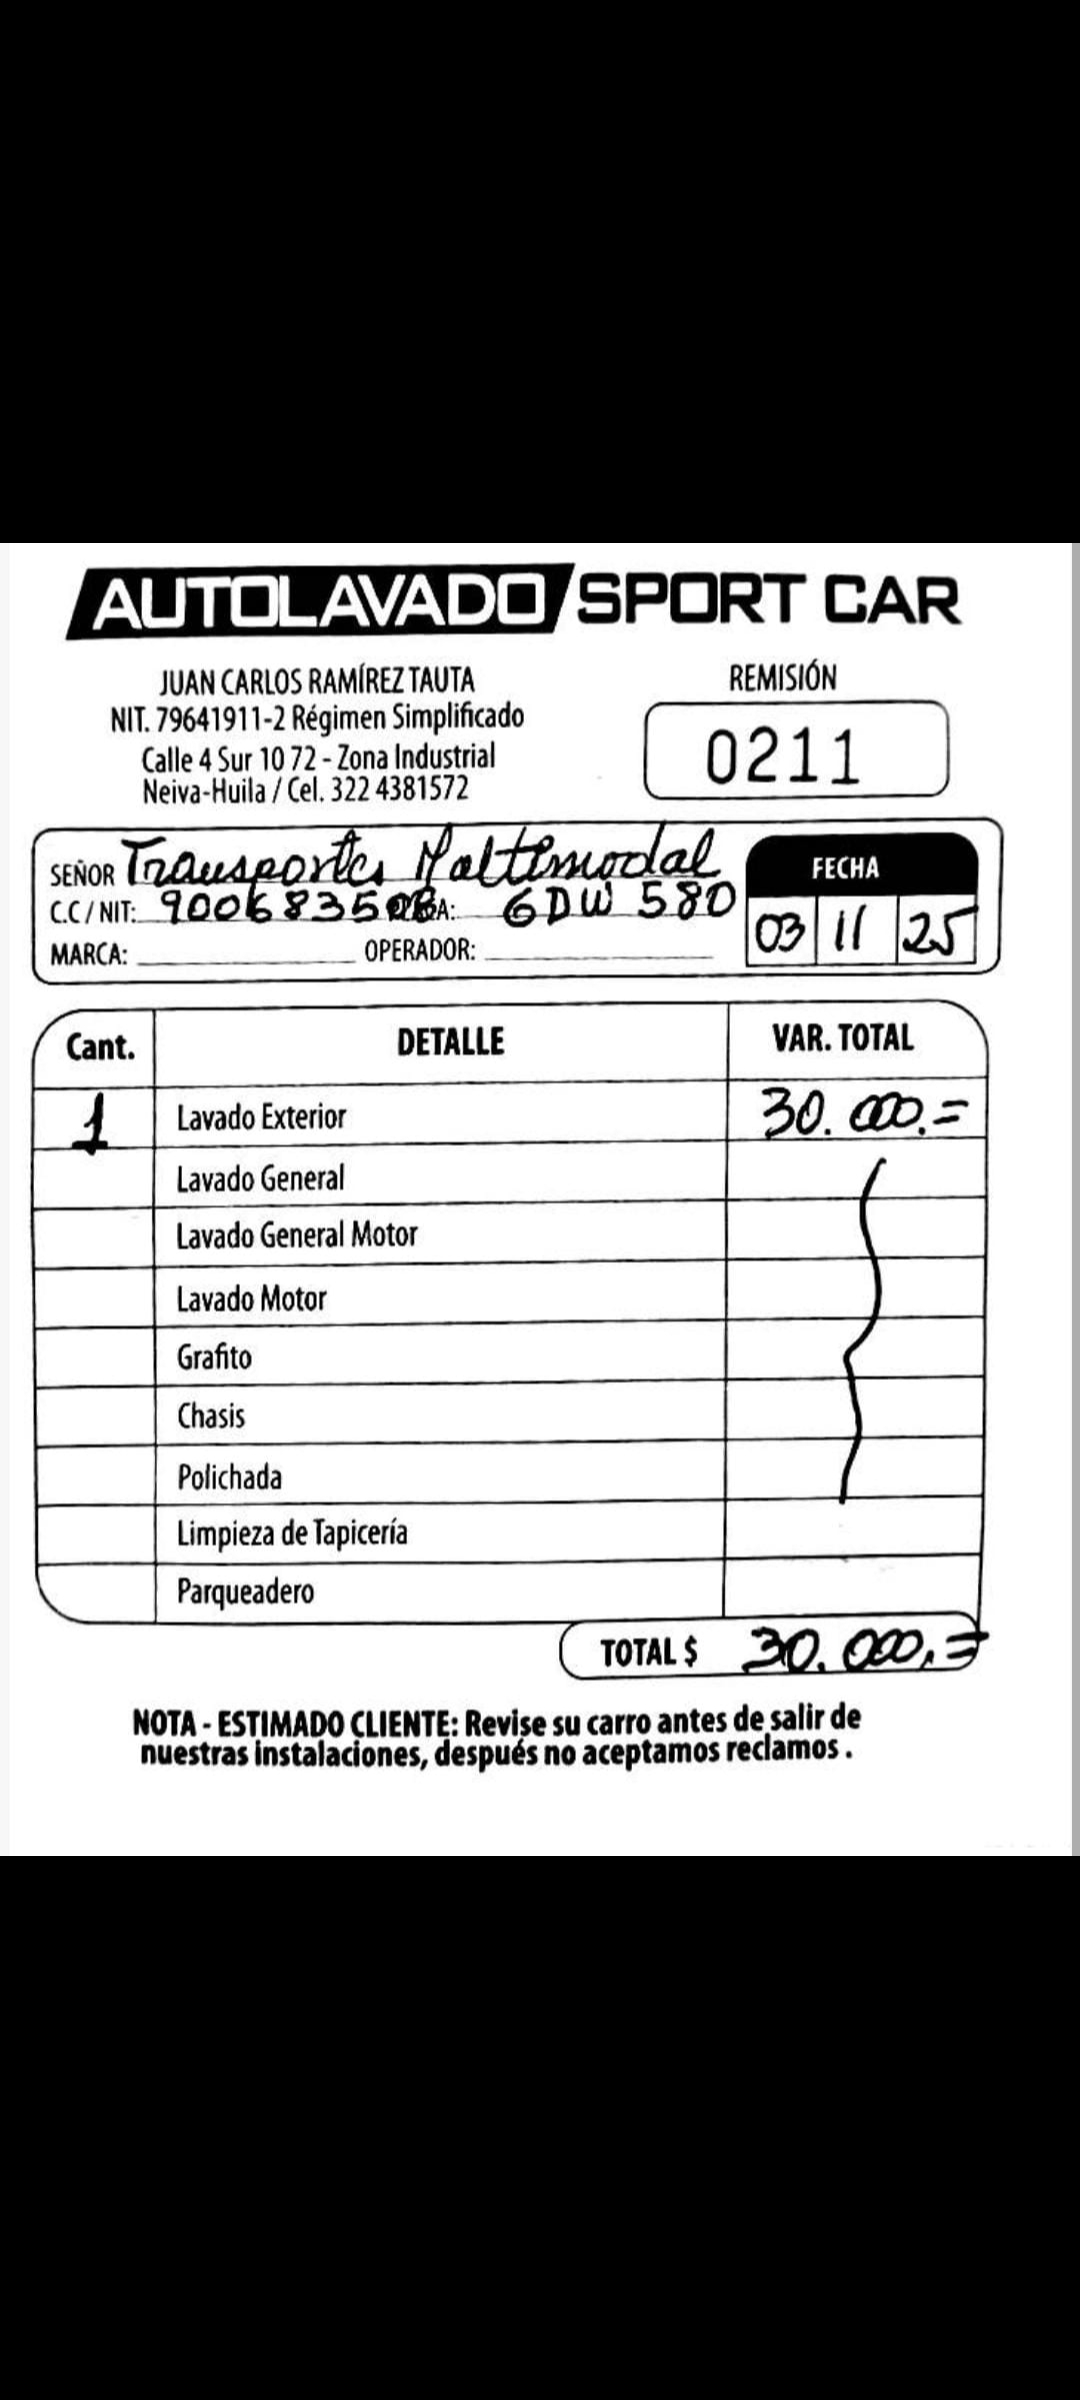 AUTOLAVADO SPORT CAR
JUAN CARLOS RAMÍREZ TAUTA
NIT. 79641911-2 Régimen Simplificado
Calle 4 Sur 10 72 - Zona Industrial
Neiva-Huila / Cel. 322 4381572
REMISIÓN
0211
SEÑOR Transportes Maltimodal
C.C / NIT: 900683508 GDW 580
MARCA: OPERADOR:
FECHA
03 11 25
Cant. DETALLE VAR. TOTAL
1 Lavado Exterior 30.000.=
Lavado General
Lavado General Motor
Lavado Motor
Grafito
Chasis
Polichada
Limpieza de Tapicería
Parqueadero
TOTAL $ 30.000.=
NOTA - ESTIMADO CLIENTE: Revise su carro antes de salir de
nuestras instalaciones, después no aceptamos reclamos .